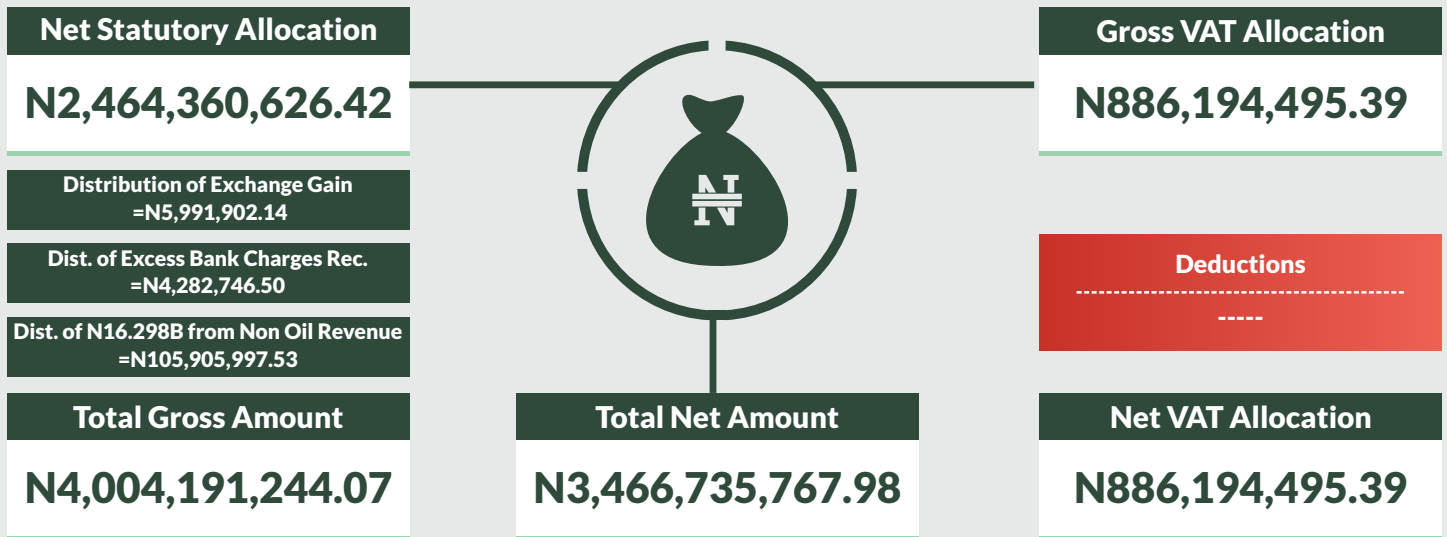 Net Statutory Allocation
N2,464,360,626.42
Distribution of Exchange Gain
=N5,991,902.14
Dist. of Excess Bank Charges Rec.
=N4,282,746.50
Dist. of N16.298B from Non Oil Revenue
=N105,905,997.53
Total Gross Amount
N4,004,191,244.07
₦
Total Net Amount
N3,466,735,767.98
Gross VAT Allocation
N886,194,495.39
Deductions
--------------------------------------------
-----
Net VAT Allocation
N886,194,495.39